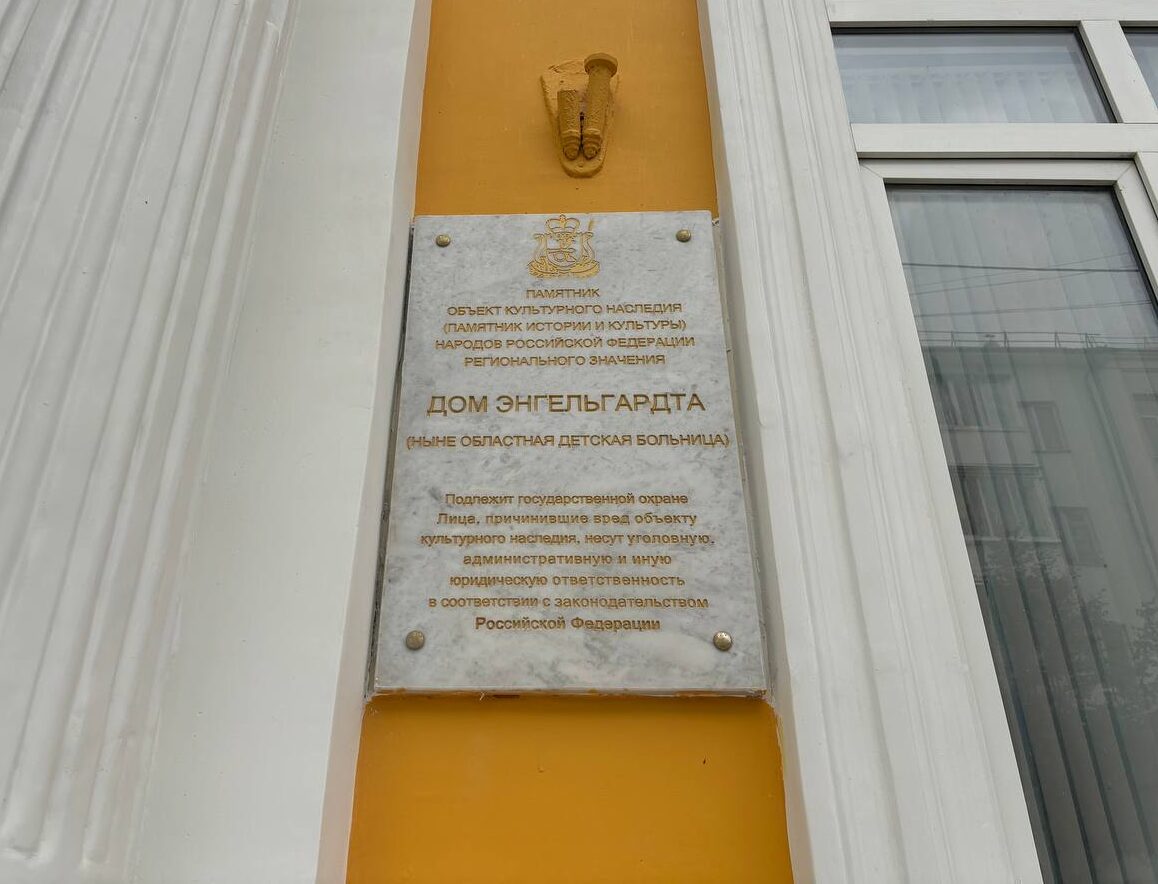 ПАМЯТНИК
ОБЪЕКТ КУЛЬТУРНОГО НАСЛЕДИЯ
(ПАМЯТНИК ИСТОРИИ И КУЛЬТУРЫ)
НАРОДОВ РОССИЙСКОЙ ФЕДЕРАЦИИ
РЕГИОНАЛЬНОГО ЗНАЧЕНИЯ
ДОМ ЭНГЕЛЬГАРДТА
(НЫНЕ ОБЛАСТНАЯ ДЕТСКАЯ БОЛЬНИЦА)
Подлежит государственной охране
Лица, причинившие вред объекту
культурного наследия, несут уголовную,
административную и иную
юридическую ответственность
в соответствии с законодательством
Российской Федерации